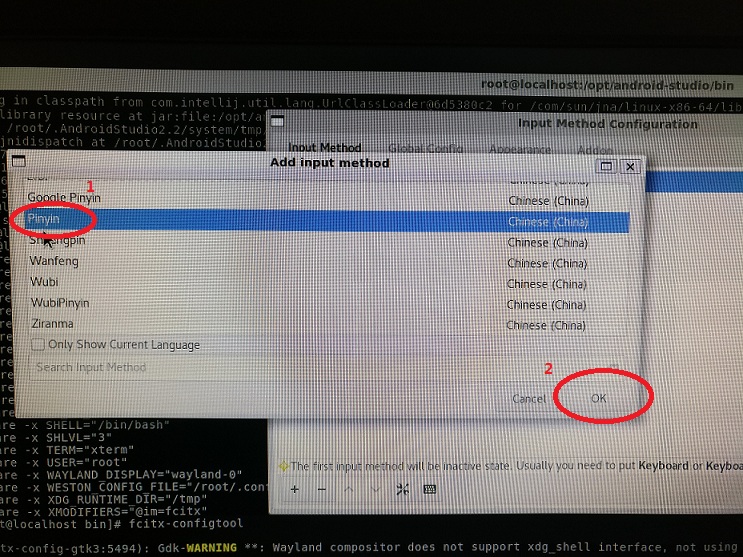 root@localhost:/opt/android-studio/bin
g in classpath from com.intellij.util.lang.UrlClassLoader@6d5380c2 for /com/sun/jna/linux-x86-64/lib
library resource at jar:file:/opt/an
/root/.AndroidStudio2.2/system/tmp
jnidispatch at /root/.AndroidStudio.
Input Method Configuration
Input Method Global Config Appearance Addon
Add input method
1
Google Pinyin Chinese (China)
Pinyin Chinese (China)
Shuangpin Chinese (China)
Wanfeng Chinese (China)
Wubi Chinese (China)
WubiPinyin Chinese (China)
Ziranma Chinese (China)
Only Show Current Language
Search Input Method
2
Cancel OK
are -x SHELL="/bin/bash"
are -x SHLVL="3"
are -x TERM="xterm"
are -x USER="root"
are -x WAYLAND_DISPLAY="wayland-0"
are -x WESTON_CONFIG_FILE="/root/.conf
are -x XDG_RUNTIME_DIR="/tmp"
are -x XMODIFIERS="@im=fcitx"
t@localhost bin]# fcitx-configtool
The first input method will be inactive state. Usually you need to put Keyboard or Keyboa
tx-config-gtk3:5494): Gdk-WARNING **: Wayland compositor does not support xdg_shell interface, not using